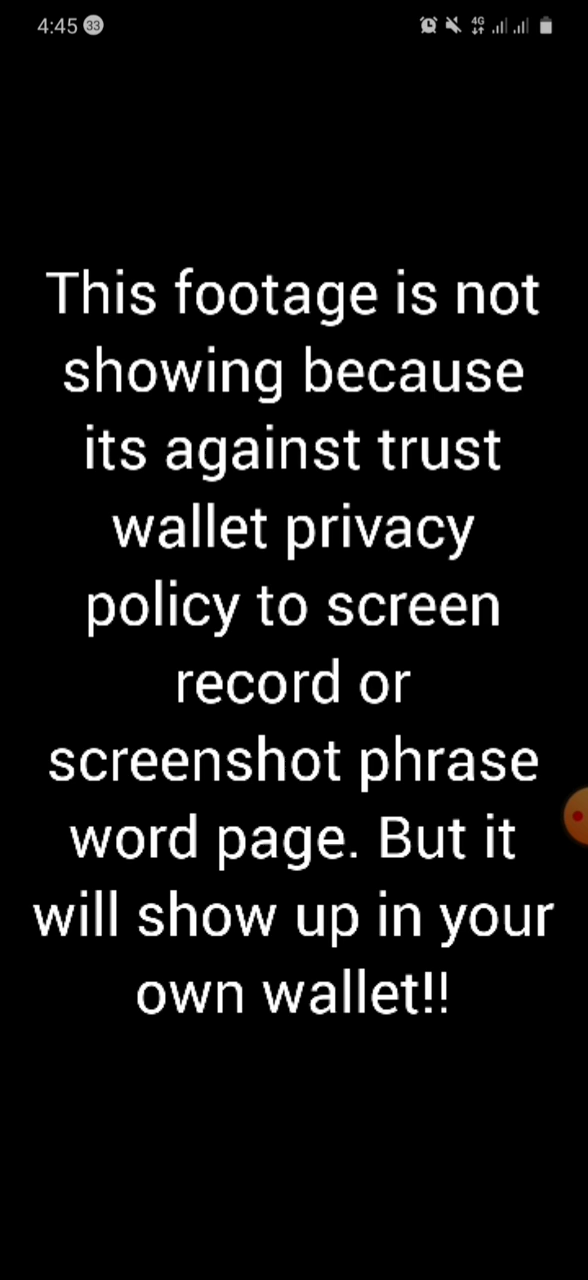 4:45 33 4G
This footage is not
showing because
its against trust
wallet privacy
policy to screen
record or
screenshot phrase
word page. But it
will show up in your
own wallet!!